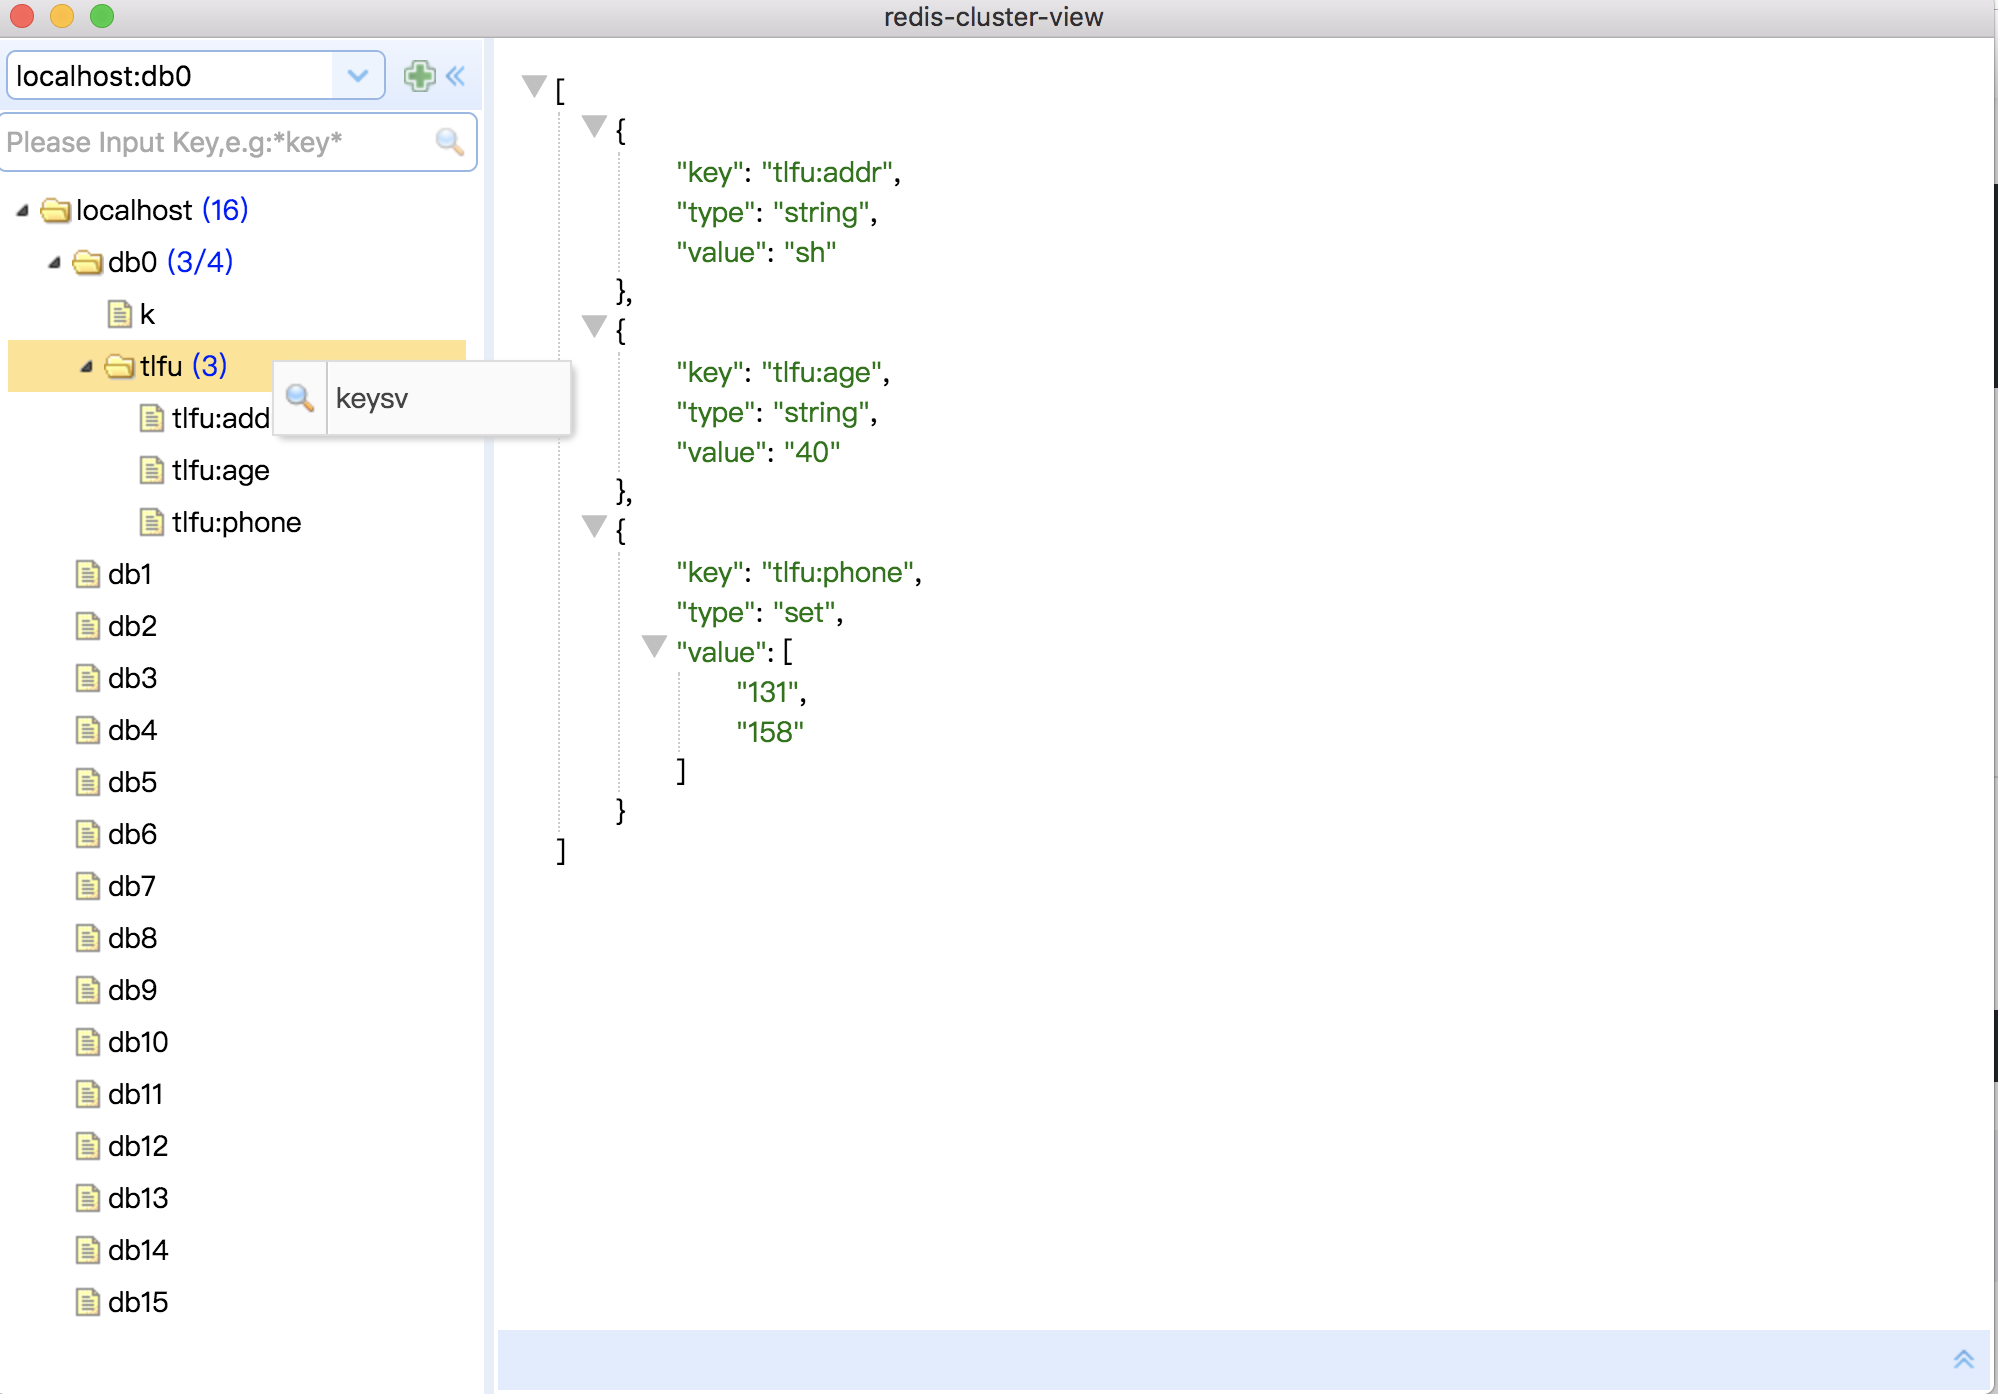 redis-cluster-view
localhost:db0
Please Input Key,e.g:*key*
localhost (16)
db0 (3/4)
k
tlfu (3)
keysv
tlfu:add
tlfu:age
tlfu:phone
db1
db2
db3
db4
db5
db6
db7
db8
db9
db10
db11
db12
db13
db14
db15
[
{
"key": "tlfu:addr",
"type": "string",
"value": "sh"
},
{
"key": "tlfu:age",
"type": "string",
"value": "40"
},
{
"key": "tlfu:phone",
"type": "set",
"value": [
"131",
"158"
]
}
]